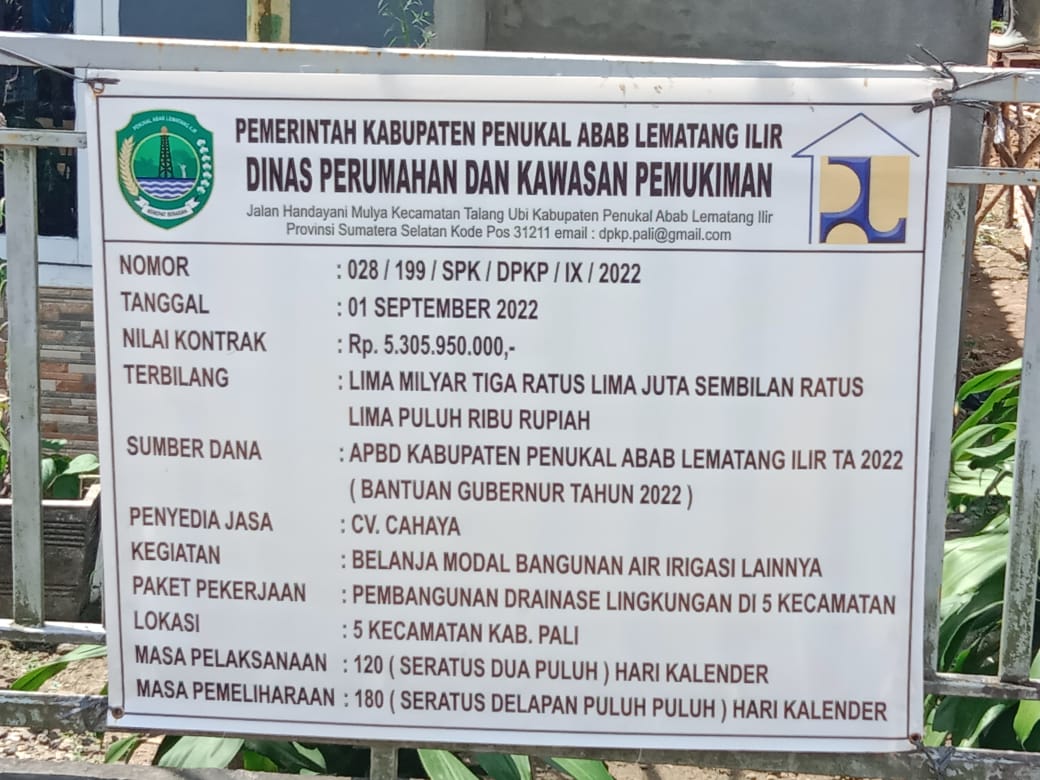 PENUKAL ABAB LEMATANG ILIR
PEMERINTAH KABUPATEN PENUKAL ABAB LEMATANG ILIR
DINAS PERUMAHAN DAN KAWASAN PEMUKIMAN
Jalan Handayani Mulya Kecamatan Talang Ubi Kabupaten Penukal Abab Lematang Ilir
Provinsi Sumatera Selatan Kode Pos 31211 email : dpkp.pali@gmail.com
NOMOR : 028 / 199 / SPK / DPKP / IX / 2022
TANGGAL : 01 SEPTEMBER 2022
NILAI KONTRAK : Rp. 5.305.950.000,-
TERBILANG : LIMA MILYAR TIGA RATUS LIMA JUTA SEMBILAN RATUS
LIMA PULUH RIBU RUPIAH
SUMBER DANA : APBD KABUPATEN PENUKAL ABAB LEMATANG ILIR TA 2022
( BANTUAN GUBERNUR TAHUN 2022 )
PENYEDIA JASA : CV. CAHAYA
KEGIATAN : BELANJA MODAL BANGUNAN AIR IRIGASI LAINNYA
PAKET PEKERJAAN : PEMBANGUNAN DRAINASE LINGKUNGAN DI 5 KECAMATAN
LOKASI : 5 KECAMATAN KAB. PALI
MASA PELAKSANAAN : 120 ( SERATUS DUA PULUH ) HARI KALENDER
MASA PEMELIHARAAN : 180 ( SERATUS DELAPAN PULUH PULUH ) HARI KALENDER